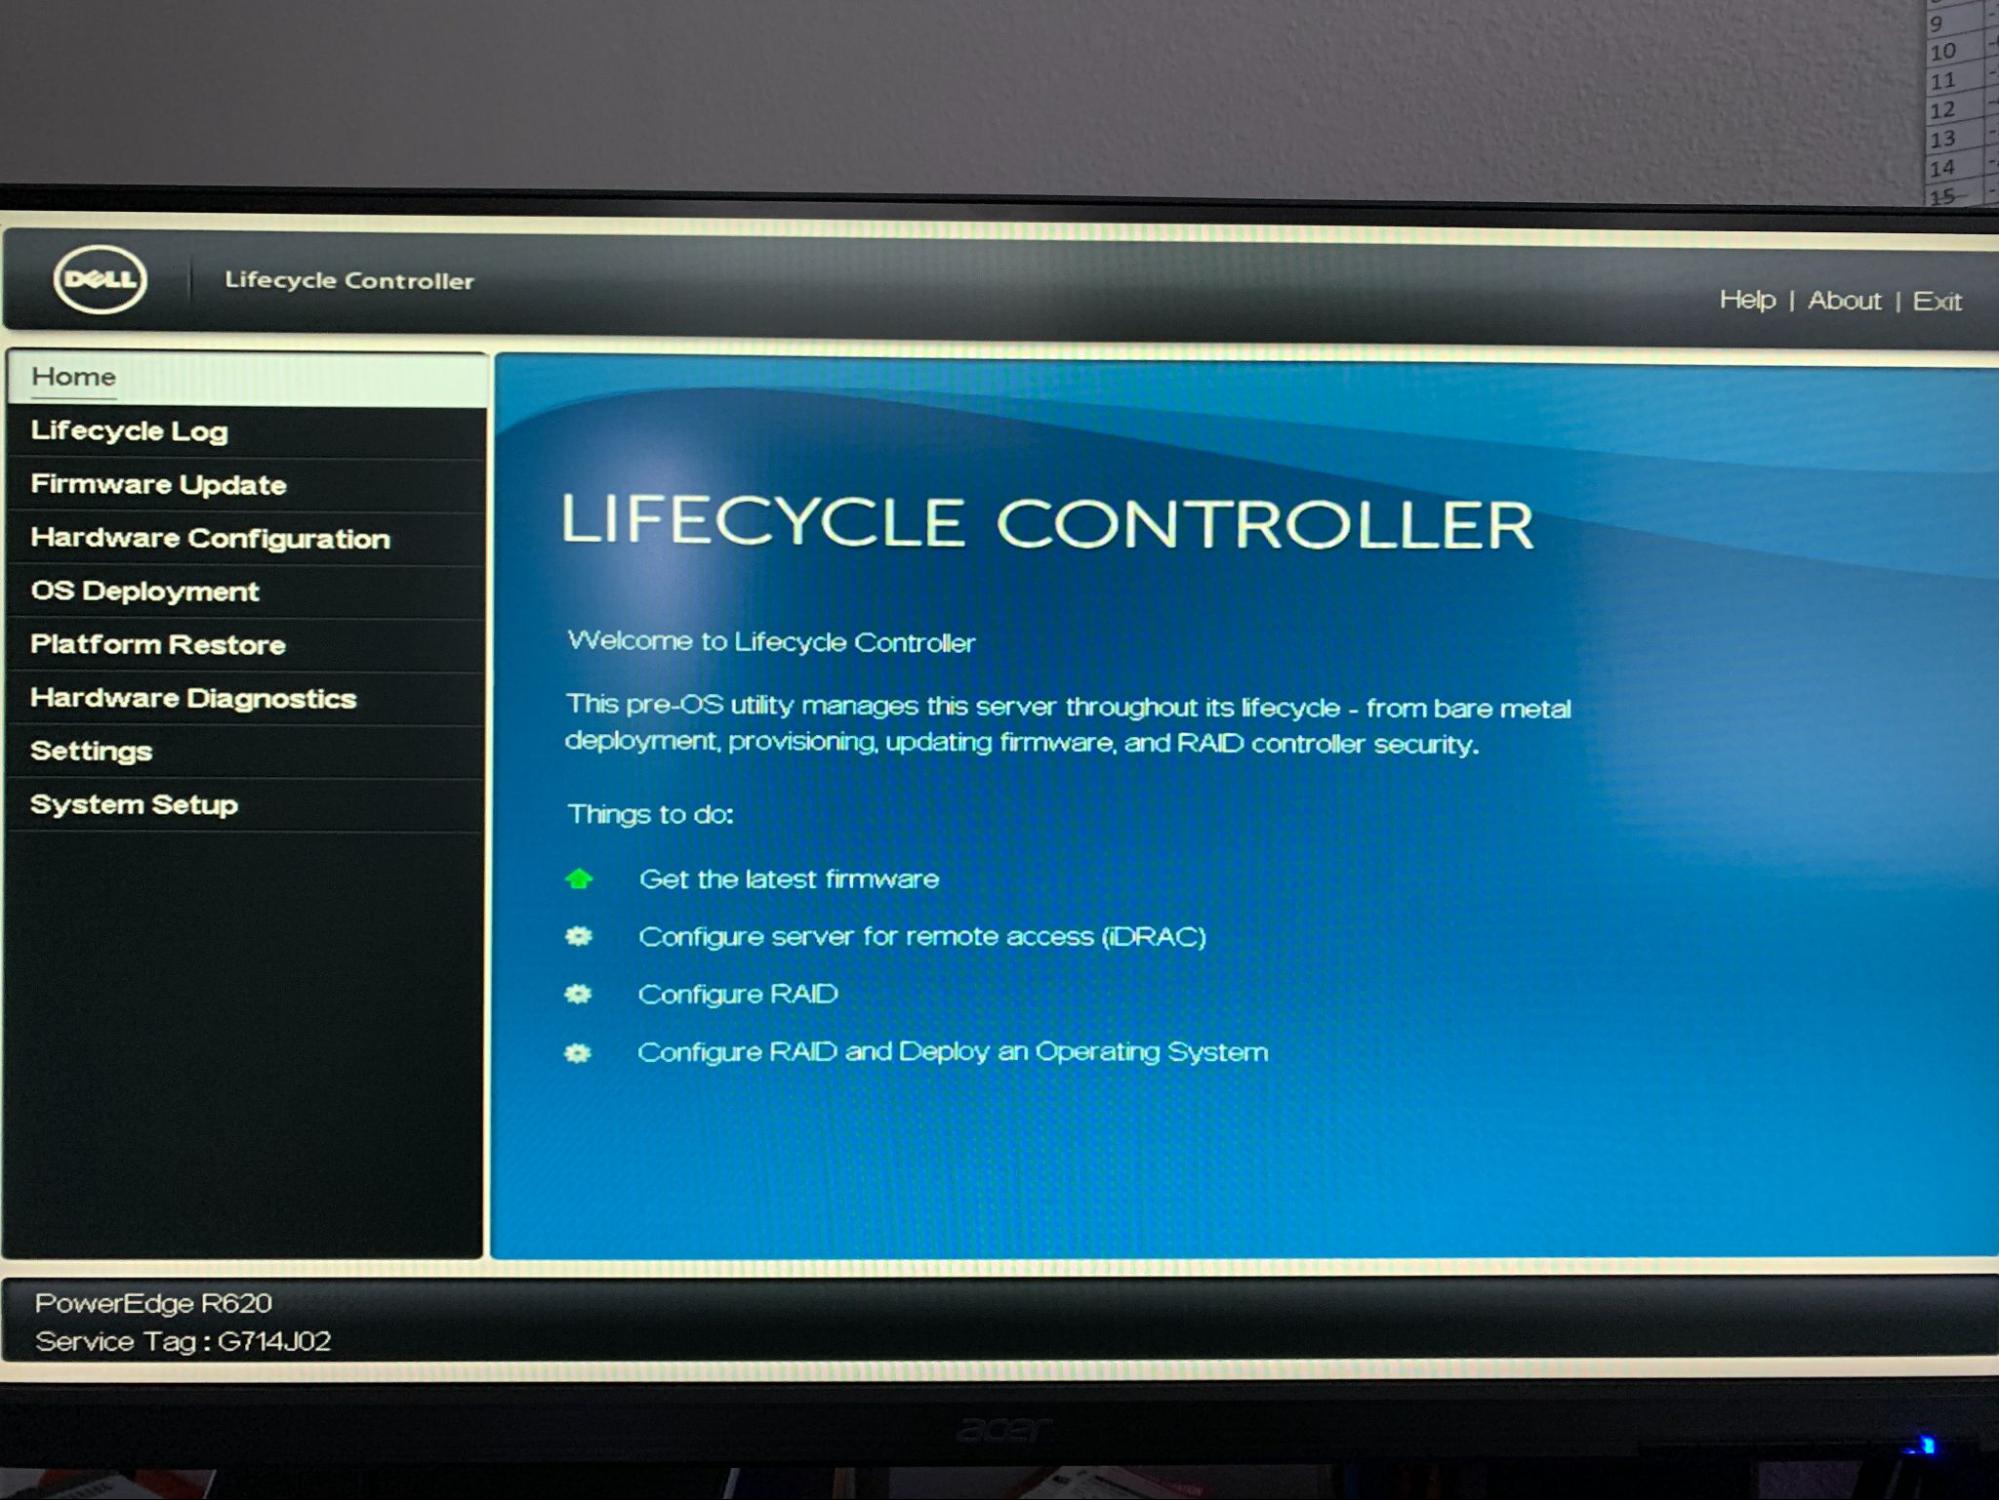 9
10
11
12
13
14
15
DELL
Lifecycle Controller
Help | About | Exit
Home
Lifecycle Log
Firmware Update
Hardware Configuration
OS Deployment
Platform Restore
Hardware Diagnostics
Settings
System Setup
LIFECYCLE CONTROLLER
Welcome to Lifecycle Controller
This pre-OS utility manages this server throughout its lifecycle - from bare metal
deployment, provisioning, updating firmware, and RAID controller security.
Things to do:
Get the latest firmware
Configure server for remote access (iDRAC)
Configure RAID
Configure RAID and Deploy an Operating System
PowerEdge R620
Service Tag : G714J02
acer